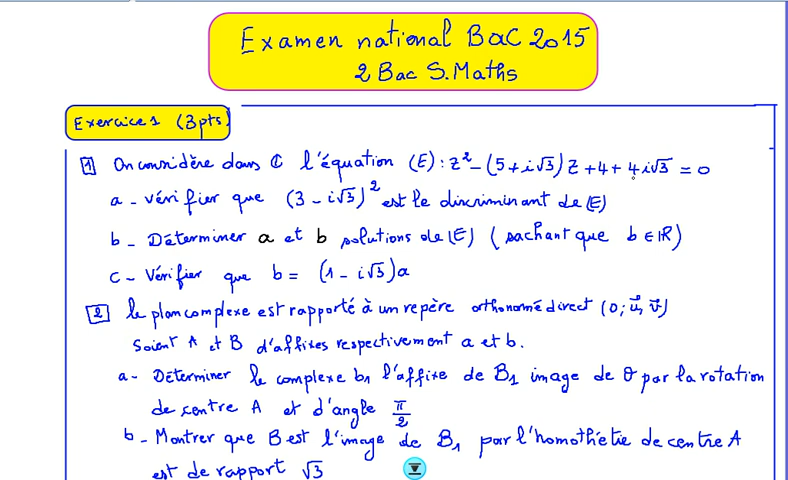 Examen national BaC 2015
2 Bac S.Maths
Exercice 1 (3pts)
1 On considère dans ℂ l'équation (E): z² - (5+i√3) z + 4 + 4i√3 = 0
a - vérifier que (3 - i√3)² est le discriminant de (E)
b - Déterminer a et b solutions de (E) (sachant que b ∈ ℝ)
c - Vérifier que b = (1 - i√3)a
2 le plan complexe est rapporté à un repère orthonormé direct (0; u⃗, v⃗)
Soient A et B d'affixes respectivement a et b.
a - Déterminer le complexe b₁ l'affixe de B₁ image de O par la rotation
de centre A et d'angle π/2
b - Montrer que B est l'image de B₁ par l'homothetie de centre A
est de rapport √3